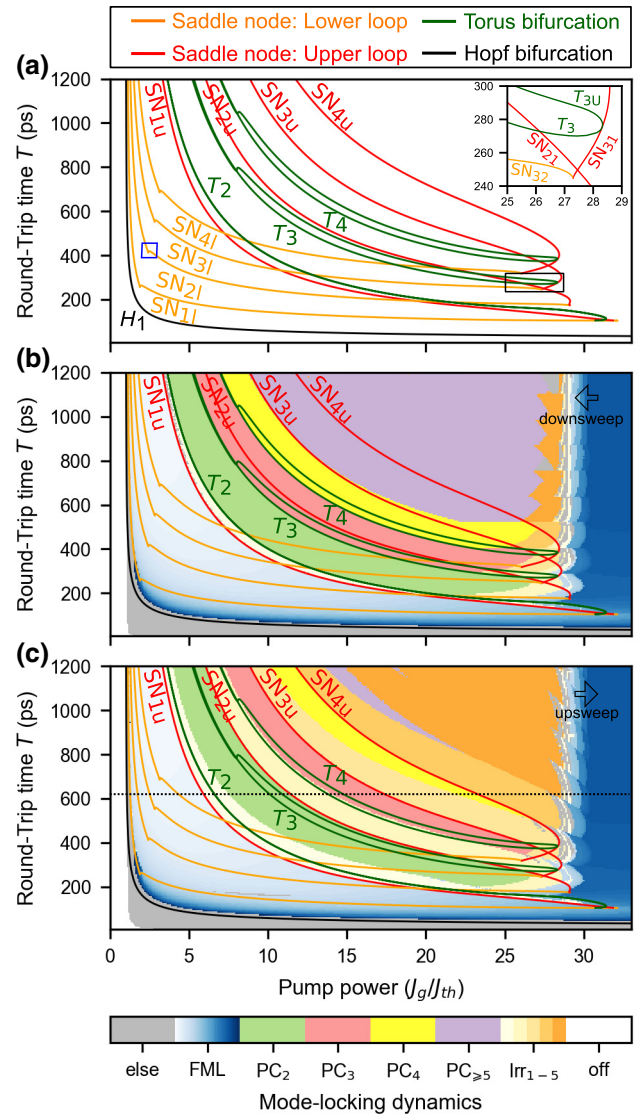 Saddle node: Lower loop
Torus bifurcation
Saddle node: Upper loop
Hopf bifurcation
(a)
1200
1000
800
600
400
200
Round-Trip time T (ps)
SN1u
SN2u
SN3u
SN4u
T2
T3
T4
SN4l
SN3l
SN2l
SN1l
H1
300
280
260
240
25 26 27 28 29
T3U
T3
SN21
SN31
SN32
(b)
1200
1000
800
600
400
200
Round-Trip time T (ps)
SN1u
SN2u
SN3u
SN4u
T2
T3
T4
downsweep
(c)
1200
1000
800
600
400
200
Round-Trip time T (ps)
SN1u
SN2u
SN3u
SN4u
T2
T3
T4
upsweep
0 5 10 15 20 25 30
Pump power (Jg/Jth)
else FML PC2 PC3 PC4 PC⩾5 Irr1−5 off
Mode-locking dynamics